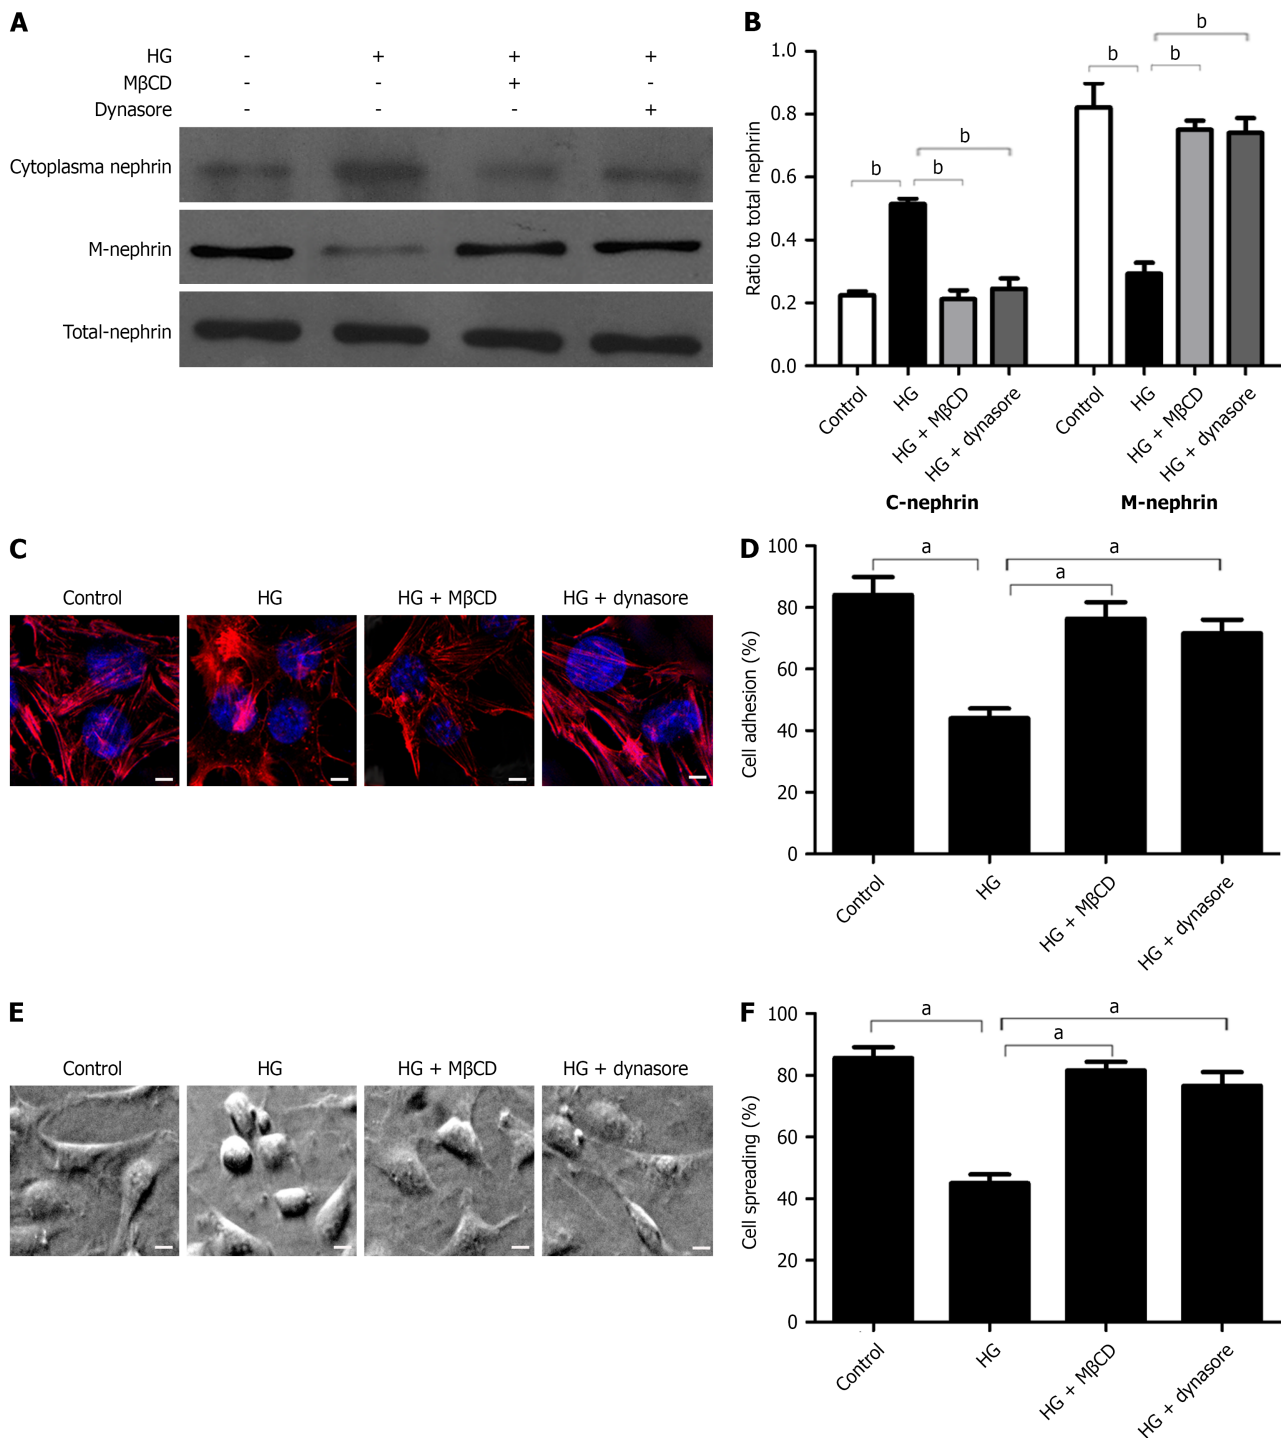 A
HG - + + +
MβCD - - + -
Dynasore - - - +
Cytoplasma nephrin
M-nephrin
Total-nephrin
B
Ratio to total nephrin
1.0
0.8
0.6
0.4
0.2
0.0
b
b
b
b
b
b
Control
HG
HG + MβCD
HG + dynasore
Control
HG
HG + MβCD
HG + dynasore
C-nephrin
M-nephrin
C
Control
HG
HG + MβCD
HG + dynasore
D
Cell adhesion (%)
100
80
60
40
20
0
a
a
a
Control
HG
HG + MβCD
HG + dynasore
E
Control
HG
HG + MβCD
HG + dynasore
F
Cell spreading (%)
100
80
60
40
20
0
a
a
a
Control
HG
HG + MβCD
HG + dynasore